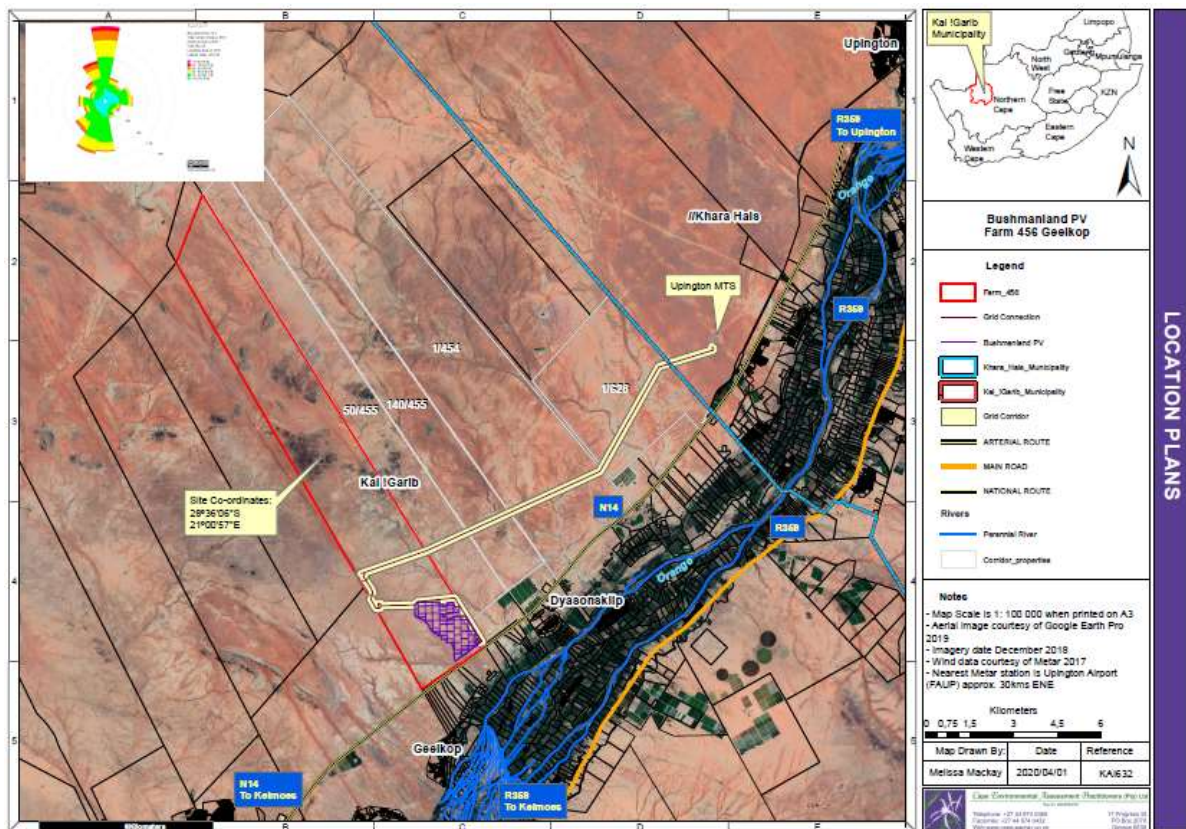 A
B
C
D
E
1
2
3
4
5
Upington
R359
To Upington
Orange
//Khara Hais
Upington MTS
R359
1/454
1/628
50/455
140/455
Kai !Garib
Site Co-ordinates:
28°36'06"S
21°00'57"E
N14
R359
Orange
Dyasonsklip
Geelkop
N14
To Keimoes
R359
To Keimoes
B
C
D
E
Kai !Garib
Municipality
Limpopo
North
West
Gauteng
Mpumulanga
Northern
Cape
Free
State
KZN
Eastern
Cape
Western
Cape
N
Bushmanland PV
Farm 456 Geelkop
Legend
Farm_456
Grid Connection
Bushmanland PV
Khara_Hais_Municipality
Kai_!Garib_Municipality
Grid Corridor
ARTERIAL ROUTE
MAIN ROAD
NATIONAL ROUTE
Rivers
Perennial River
Corridor_properties
Notes
- Map Scale is 1: 100 000 when printed on A3
- Aerial Image courtesy of Google Earth Pro
2019
- Imagery date December 2018
- Wind data courtesy of Metar 2017
- Nearest Metar station is Upington Airport
(FAUP) approx. 30kms ENE
Kilometers
0 0,75 1,5 3 4,5 6
Map Drawn By: Date Reference
Melissa Mackay 2020/04/01 KAI632
Cape Environmental Assessment Practitioners (Pty) Ltd
LOCATION PLANS